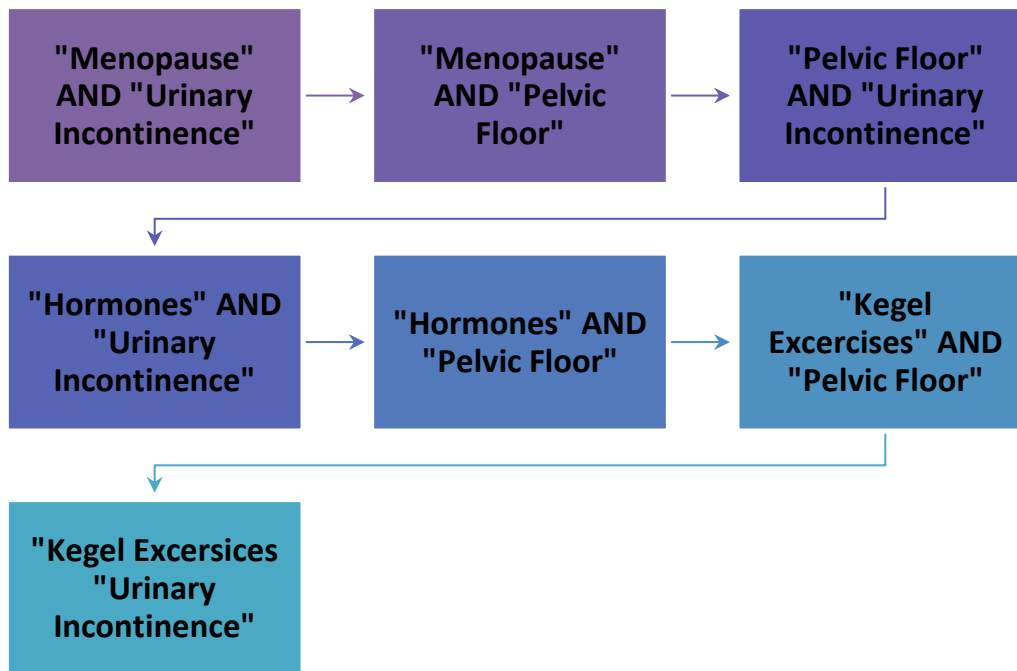 "Menopause"
AND "Urinary
Incontinence"
"Menopause"
AND "Pelvic
Floor"
"Pelvic Floor"
AND "Urinary
Incontinence"
"Hormones" AND
"Urinary
Incontinence"
"Hormones" AND
"Pelvic Floor"
"Kegel
Excercises" AND
"Pelvic Floor"
"Kegel Excersices
"Urinary
Incontinence"